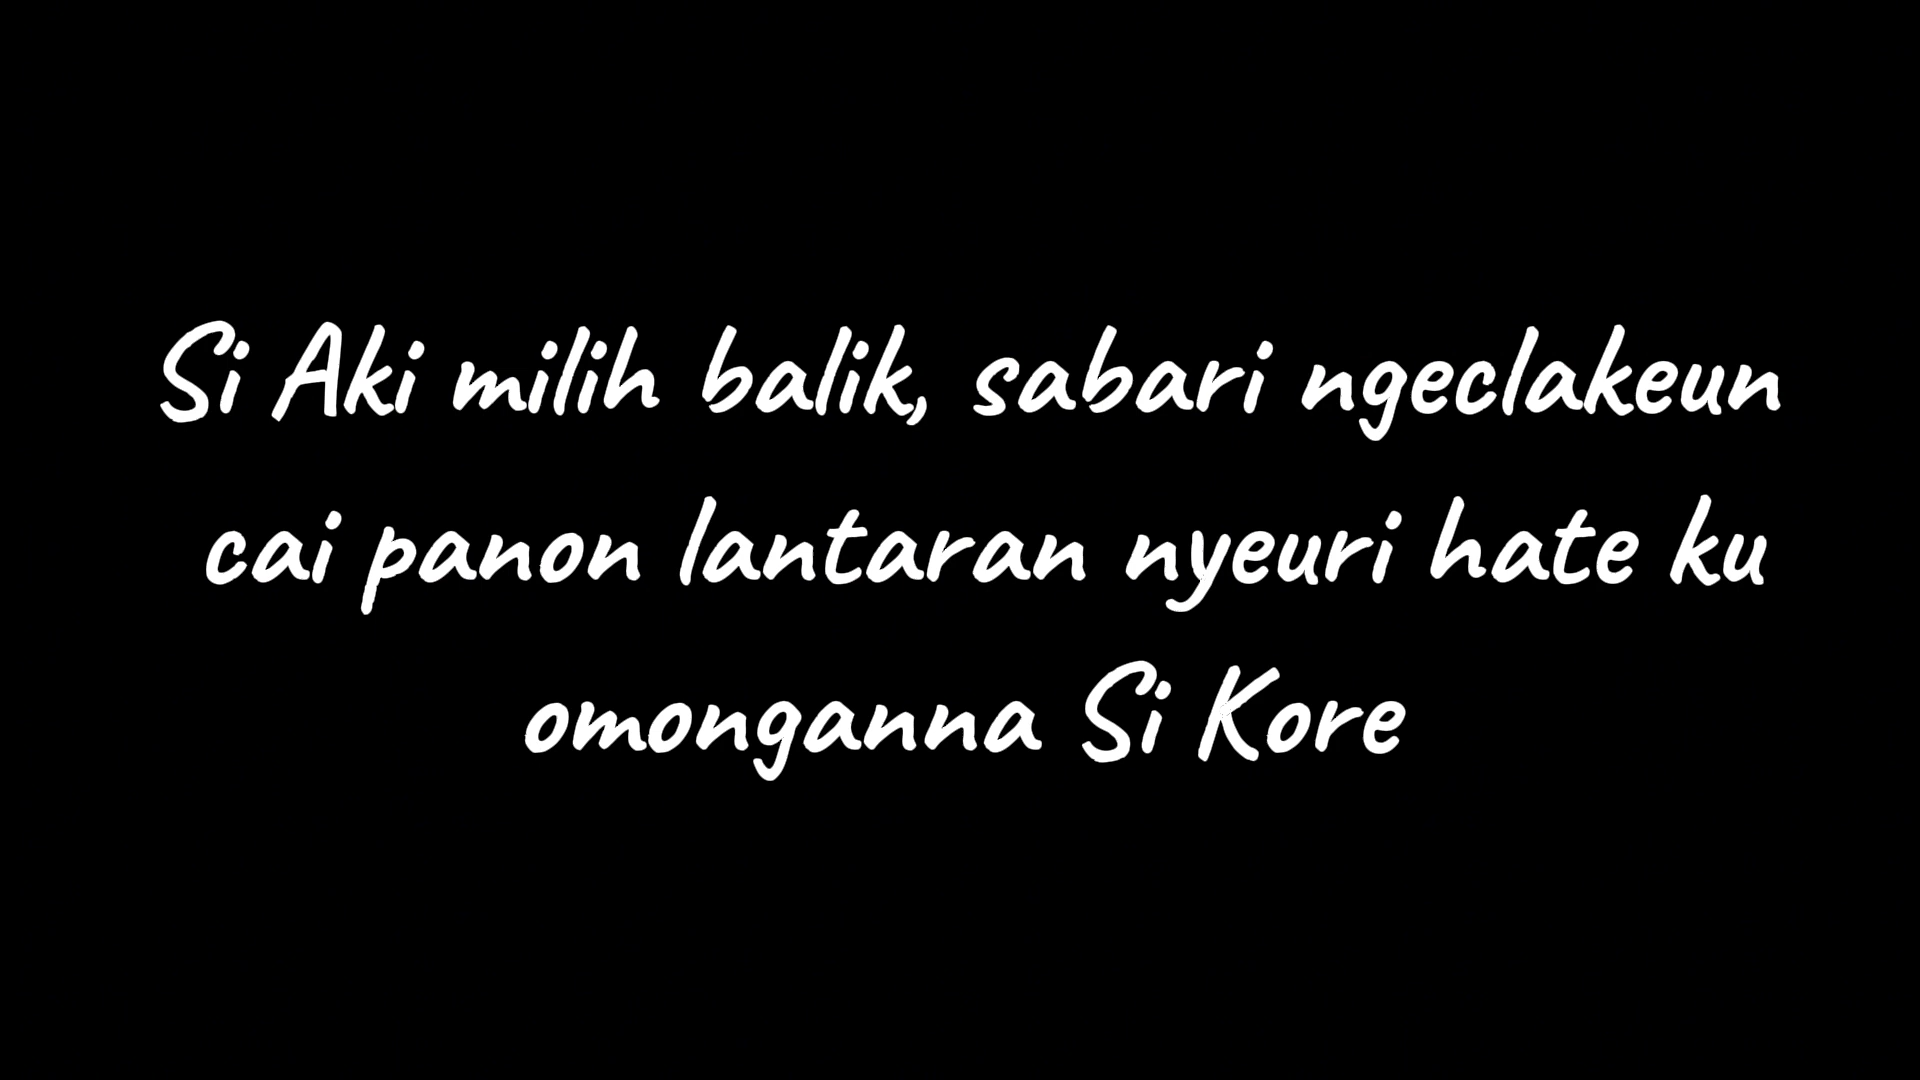 Si Aki milih balik, sabari ngeclakeun
cai panon lantaran nyeuri hate ku
omonganna Si Kore